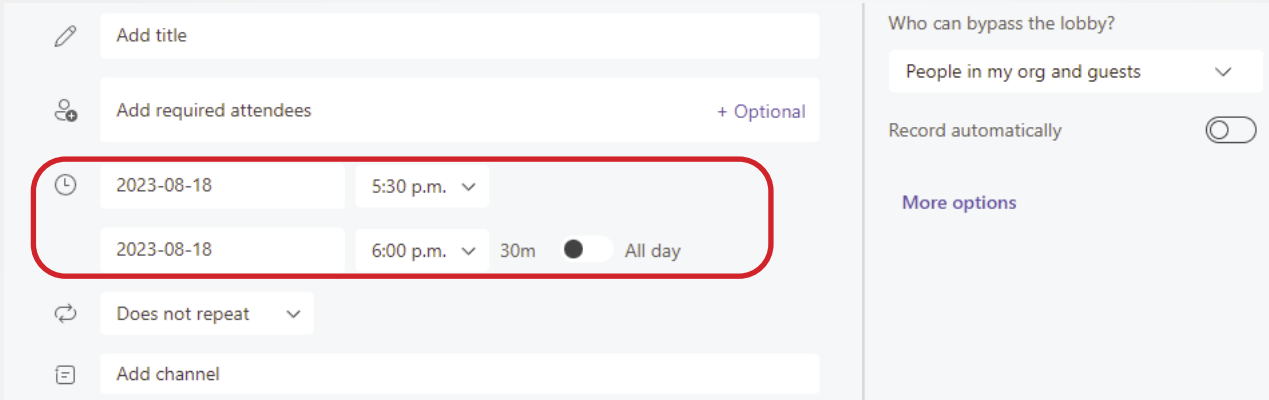 Add title
Add required attendees
+ Optional
2023-08-18
5:30 p.m.
2023-08-18
6:00 p.m.
30m
All day
Does not repeat
Add channel
Who can bypass the lobby?
People in my org and guests
Record automatically
More options